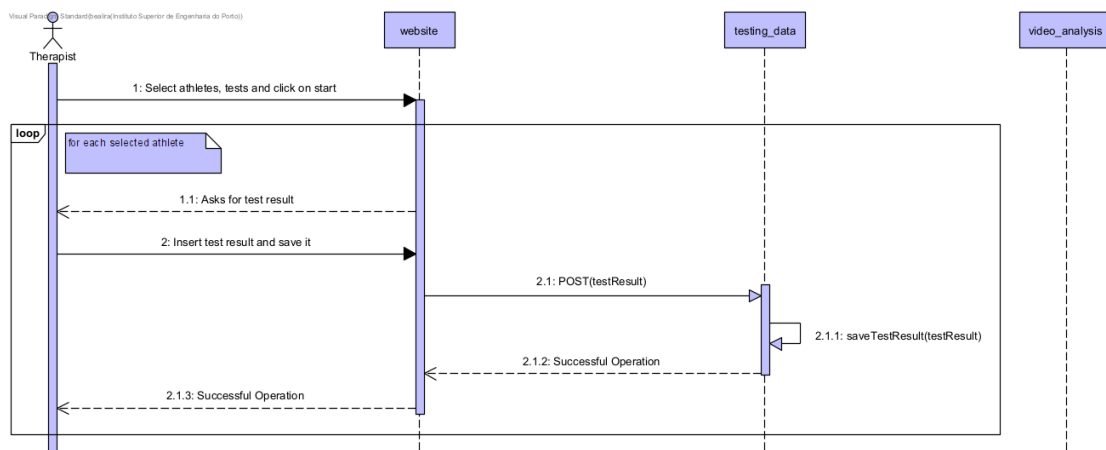 Visual Paradigm Standard(bealira(Instituto Superior de Engenharia do Porto))
Therapist
website
testing_data
video_analysis
1: Select athletes, tests and click on start
loop
for each selected athlete
1.1: Asks for test result
2: Insert test result and save it
2.1: POST(testResult)
2.1.1: saveTestResult(testResult)
2.1.2: Successful Operation
2.1.3: Successful Operation